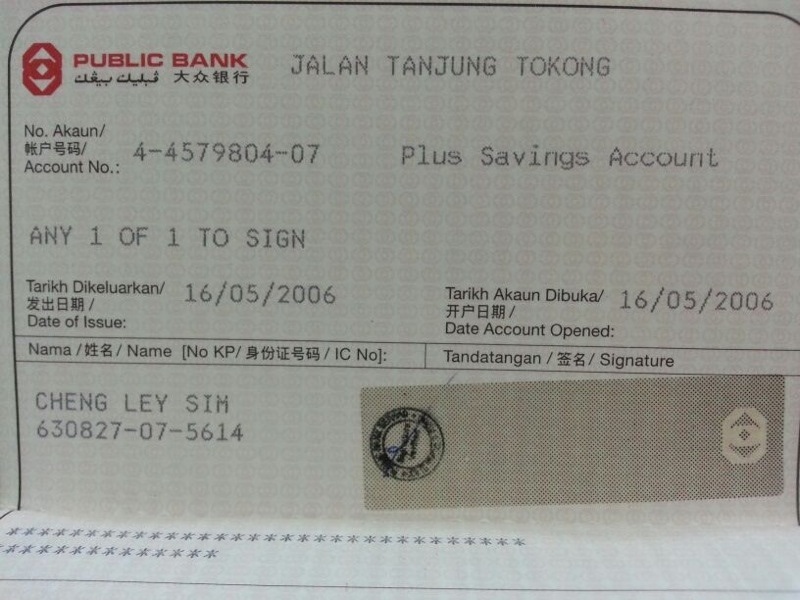 PUBLIC BANK
ڤبليك بيڠك 大众银行
JALAN TANJUNG TOKONG
No. Akaun/
帐户号码/
Account No.: 4-4579804-07
Plus Savings Account
ANY 1 OF 1 TO SIGN
Tarikh Dikeluarkan/
发出日期 /
Date of Issue: 16/05/2006
Tarikh Akaun Dibuka/
开户日期 /
Date Account Opened: 16/05/2006
Nama /姓名/ Name [No KP/ 身份证号码 / IC No]:
Tandatangan / 签名/ Signature
CHENG LEY SIM
630827-07-5614